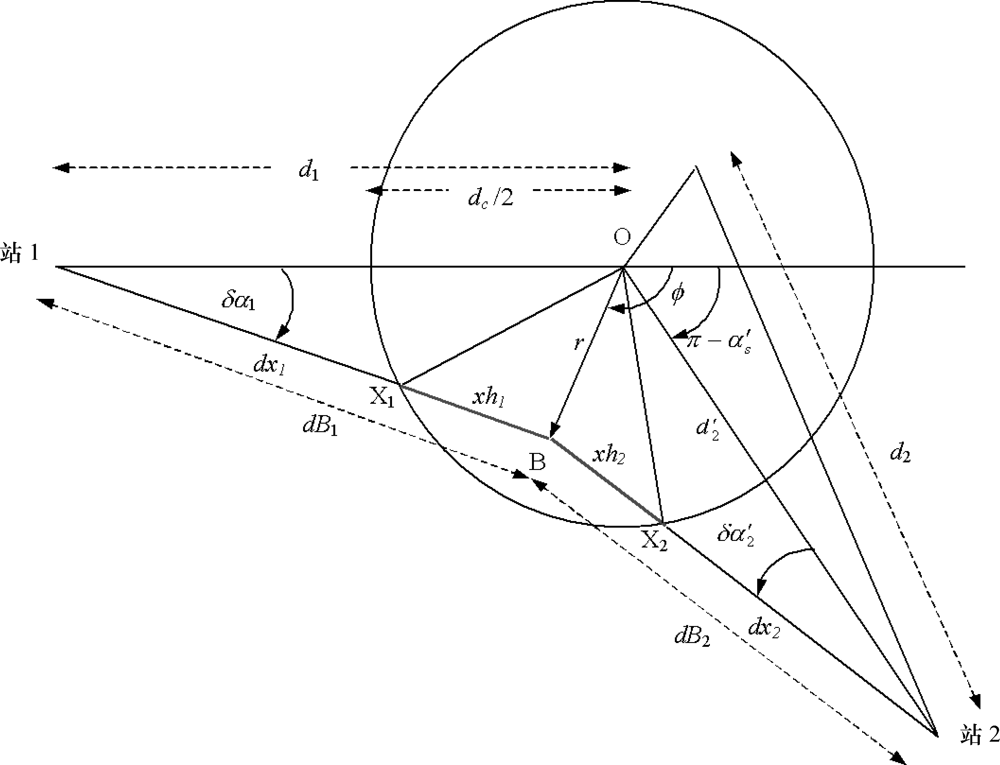 d₁
d_c/2
O
站 1
ϕ
δα₁
r
π − α′ₛ
dx₁
X₁
xh₁
dB₁
d′₂
xh₂
B
d₂
δα′₂
X₂
dx₂
dB₂
站 2